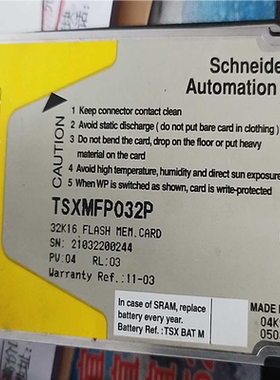 Schneide
Automation
CAUTION
1 Keep connector contact clean
2 Avoid static discharge ( do not put bare card in clothing )
3 Do not bend the card, drop on the floor or put heavy
material on the card
4 Avoid high temperature, humidity and direct sun exposure
5 When WP is switched as shown, card is write-protected
TSXMFP032P
32K16 FLASH MEM.CARD
SN: 21032200244
PV:04 RL:03
Warranty Ref.:11-03
In case of SRAM, replace
battery every year.
Battery Ref.: TSX BAT M
MADE
04K
050